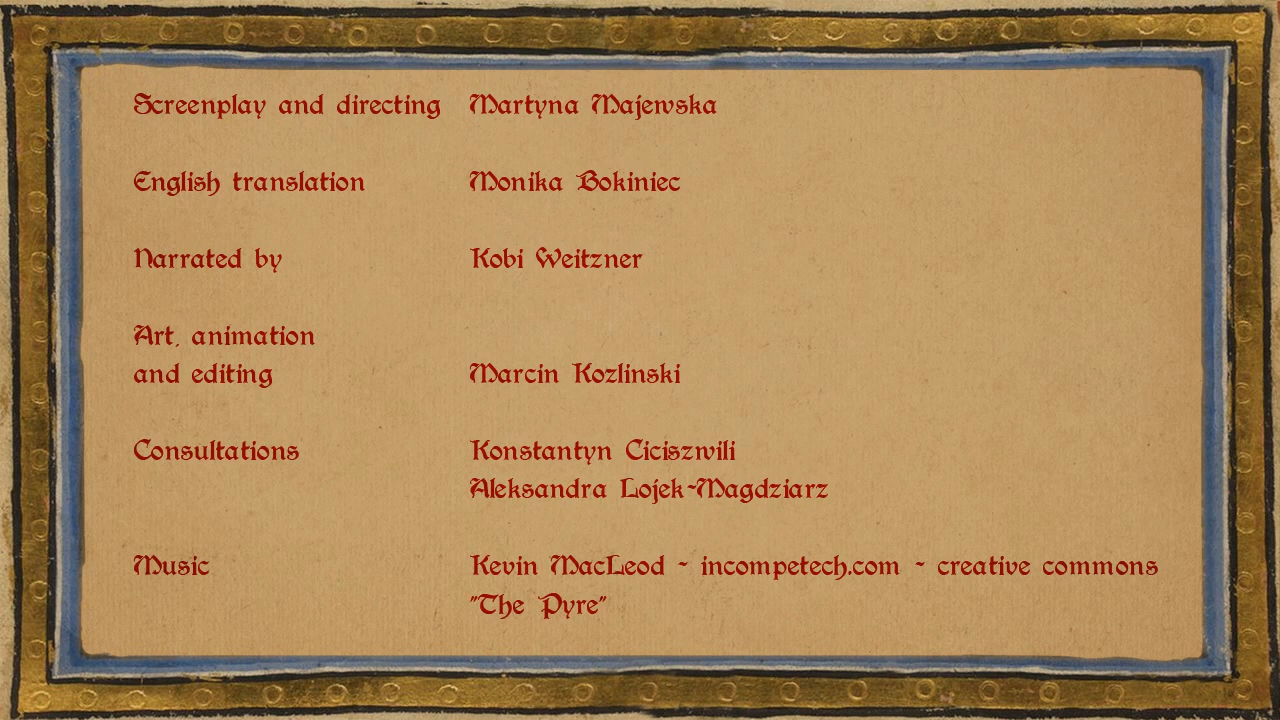 Screenplay and directing Martyna Majewska
English translation Monika Bokiniec
Narrated by Kobi Weitzner
Art, animation
and editing Marcin Kozlinski
Consultations Konstantyn Ciciszwili
Aleksandra Lojek-Magdziarz
Music Kevin MacLeod - incompetech.com - creative commons
"The Pyre"